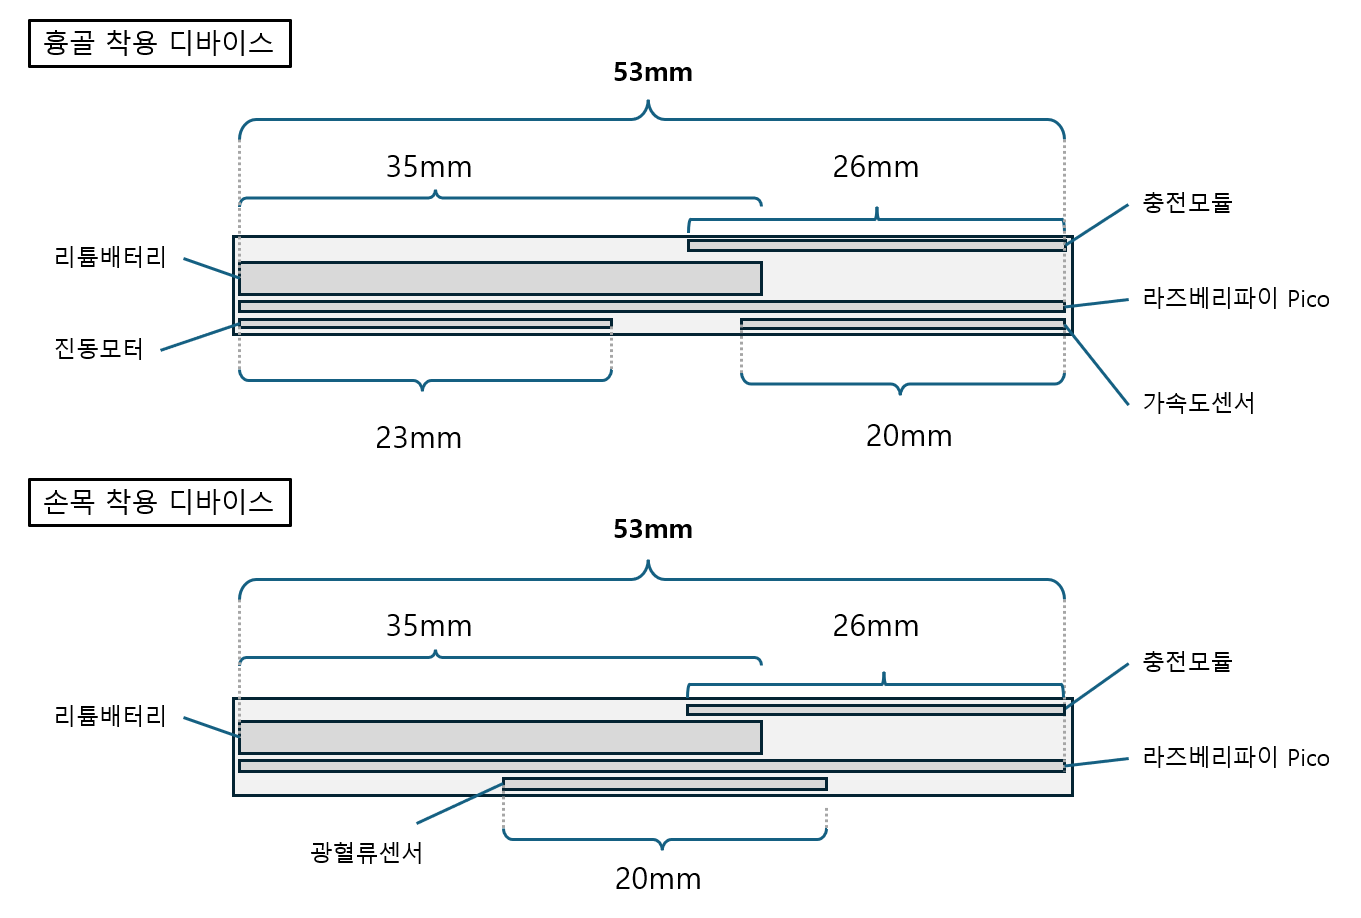 흉골 착용 디바이스
53mm
35mm
26mm
충전모듈
리튬배터리
라즈베리파이 Pico
진동모터
가속도센서
23mm
20mm
손목 착용 디바이스
53mm
35mm
26mm
충전모듈
리튬배터리
라즈베리파이 Pico
광혈류센서
20mm